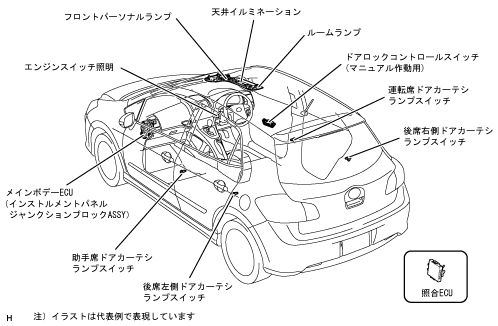 天井イルミネーション
フロントパーソナルランプ
ルームランプ
エンジンスイッチ照明
ドアロックコントロールスイッチ
(マニュアル作動用)
運転席ドアカーテシ
ランプスイッチ
後席右側ドアカーテシ
ランプスイッチ
メインボデーECU
(インストルメントパネル
ジャンクションブロックASSY)
助手席ドアカーテシ
ランプスイッチ
後席左側ドアカーテシ
ランプスイッチ
照合ECU
H 注) イラストは代表例で表現しています